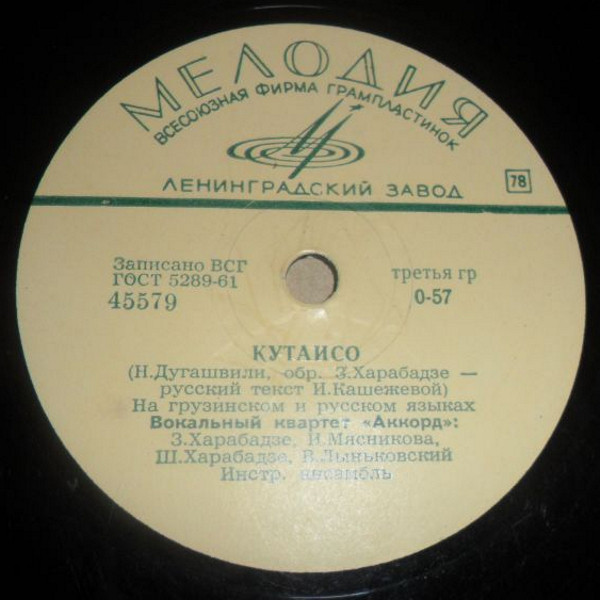 МЕЛОДИЯ
ВСЕСОЮЗНАЯ ФИРМА ГРАМПЛАСТИНОК
ЛЕНИНГРАДСКИЙ ЗАВОД
78
Записано ВСГ
ГОСТ 5289-61
45579
третья гр
0-57
КУТАИСО
(Н.Дугашвили, обр. З.Харабадзе —
русский текст И.Кашежевой)
На грузинском и русском языках
Вокальный квартет «Аккорд»:
З.Харабадзе, И.Мясникова,
Ш.Харабадзе, В.Лыньковский
Инстр. ансамбль